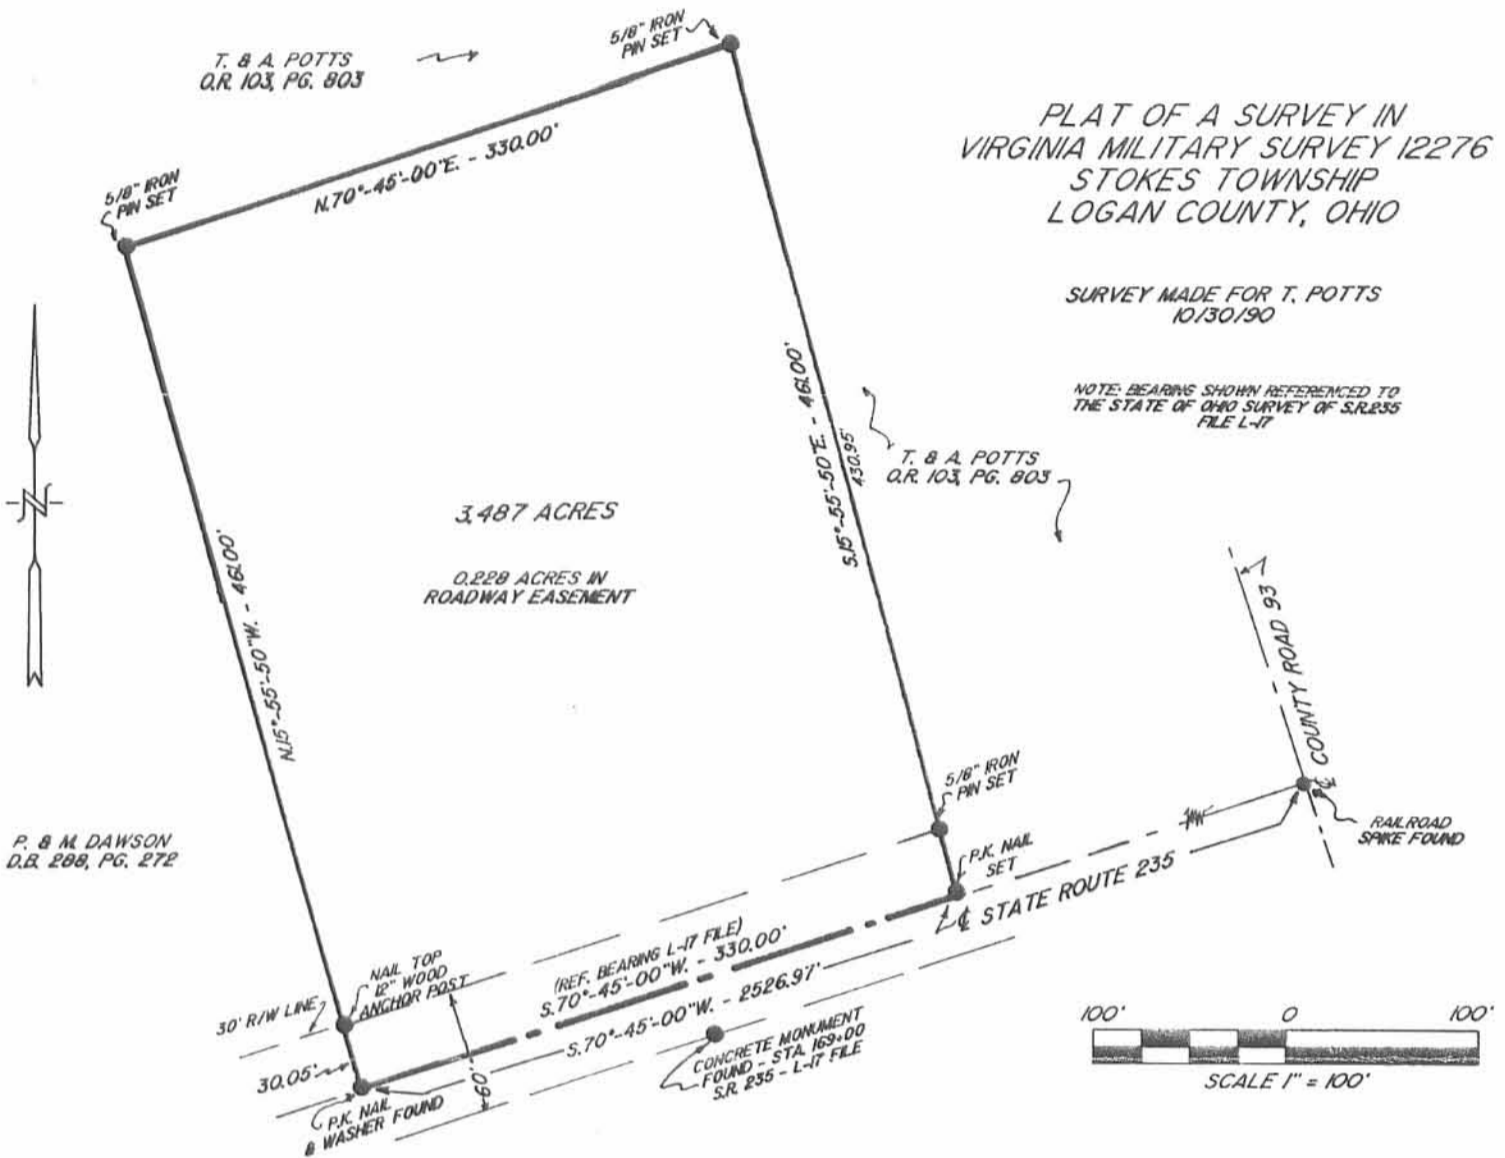 T. & A. POTTS
O.R. 103, PG. 803
5/8" IRON
PIN SET
PLAT OF A SURVEY IN
VIRGINIA MILITARY SURVEY 12276
STOKES TOWNSHIP
LOGAN COUNTY, OHIO
5/8" IRON
PIN SET
N.70°-45'-00"E. - 330.00'
SURVEY MADE FOR T. POTTS
10/30/90
NOTE: BEARING SHOWN REFERENCED TO
THE STATE OF OHIO SURVEY OF S.R.235
FILE L-17
S.15°-55'-50"E. - 461.00'
430.95'
T. & A. POTTS
O.R. 103, PG. 803
N
3.487 ACRES
0.228 ACRES IN
ROADWAY EASEMENT
N.15°-55'-50"W. - 461.00'
COUNTY ROAD 93
5/8" IRON
PIN SET
P. & M. DAWSON
D.B. 288, PG. 272
RAILROAD
SPIKE FOUND
P.K. NAIL
SET
℄ STATE ROUTE 235
NAIL TOP
12" WOOD
ANCHOR POST
30' R/W LINE
(REF. BEARING L-17 FILE)
S.70°-45'-00"W. - 330.00'
S.70°-45'-00"W. - 2526.97'
30.05'
60'
P.K. NAIL
& WASHER FOUND
CONCRETE MONUMENT
FOUND - STA. 169+00
S.R. 235 - L-17 FILE
100' 0 100'
SCALE 1" = 100'